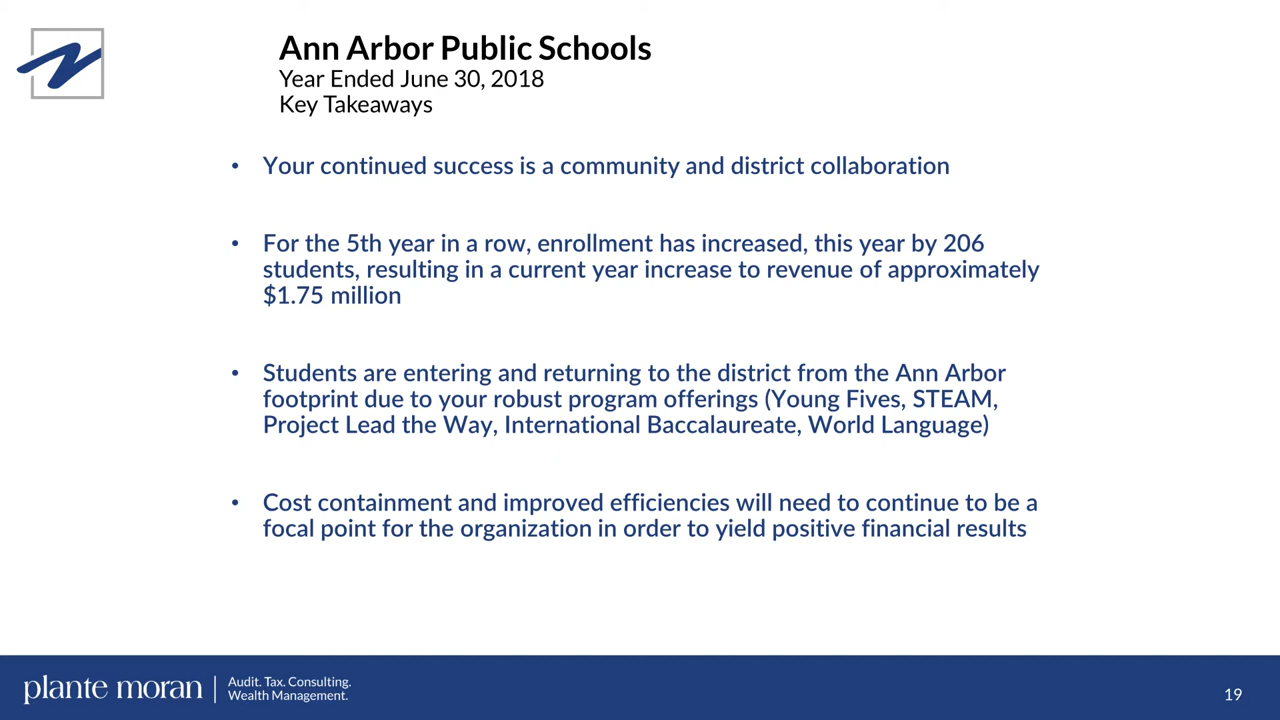 Ann Arbor Public Schools
Year Ended June 30, 2018
Key Takeaways
• Your continued success is a community and district collaboration
• For the 5th year in a row, enrollment has increased, this year by 206
students, resulting in a current year increase to revenue of approximately
$1.75 million
• Students are entering and returning to the district from the Ann Arbor
footprint due to your robust program offerings (Young Fives, STEAM,
Project Lead the Way, International Baccalaureate, World Language)
• Cost containment and improved efficiencies will need to continue to be a
focal point for the organization in order to yield positive financial results
plante moran
Audit. Tax. Consulting.
Wealth Management.
19